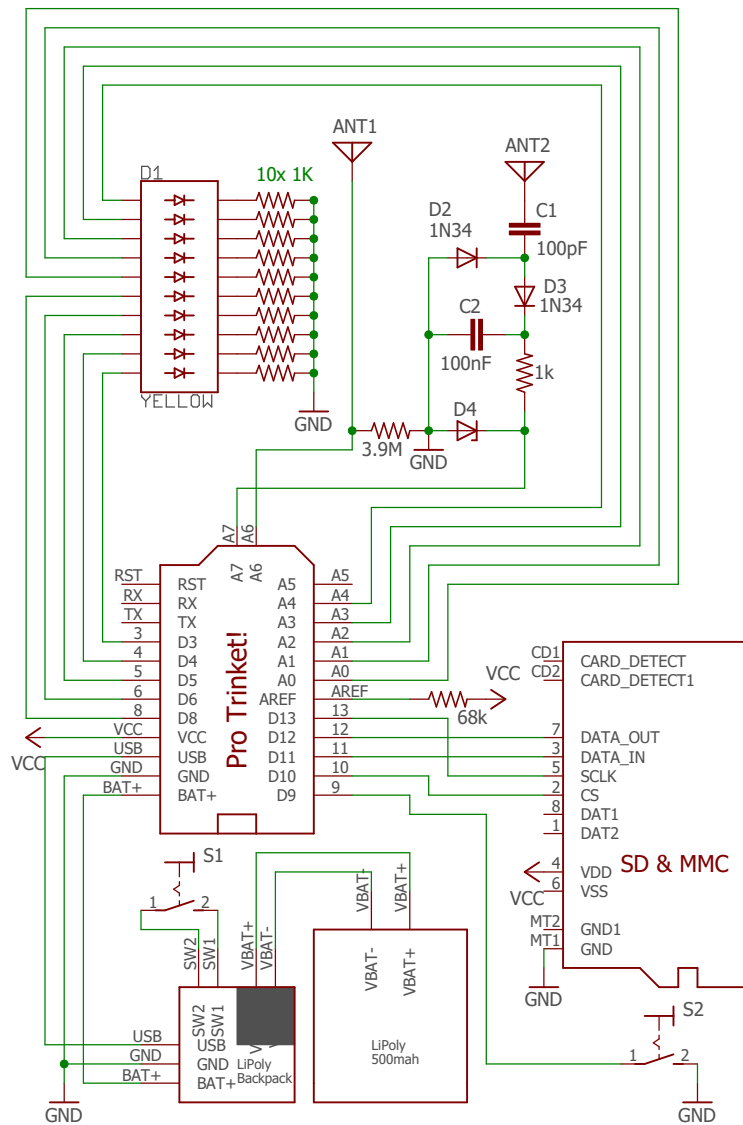 ANT1
ANT2
D1
10x 1K
YELLOW
GND
D2
1N34
C1
100pF
D3
1N34
C2
100nF
1k
D4
3.9M
GND
A7
A6
A7
A6
RST
RX
TX
3
4
5
6
8
VCC
USB
GND
BAT+
RST
RX
TX
D3
D4
D5
D6
D8
VCC
USB
GND
BAT+
Pro Trinket!
A5
A4
A3
A2
A1
A0
AREF
D13
D12
D11
D10
D9
A5
A4
A3
A2
A1
A0
AREF
13
12
11
10
9
VCC
68k
VCC
CD1
CD2
7
3
5
2
8
1
4
6
MT2
MT1
CARD_DETECT
CARD_DETECT1
DATA_OUT
DATA_IN
SCLK
CS
DAT1
DAT2
VDD
VSS
GND1
GND
SD & MMC
VCC
GND
S1
1
2
SW2
SW1
VBAT+
VBAT-
VBAT-
VBAT+
SW2
SW1
USB
GND
BAT+
USB
GND
BAT+
LiPoly
Backpack
VBAT-
VBAT+
LiPoly
500mah
GND
S2
1
2
GND